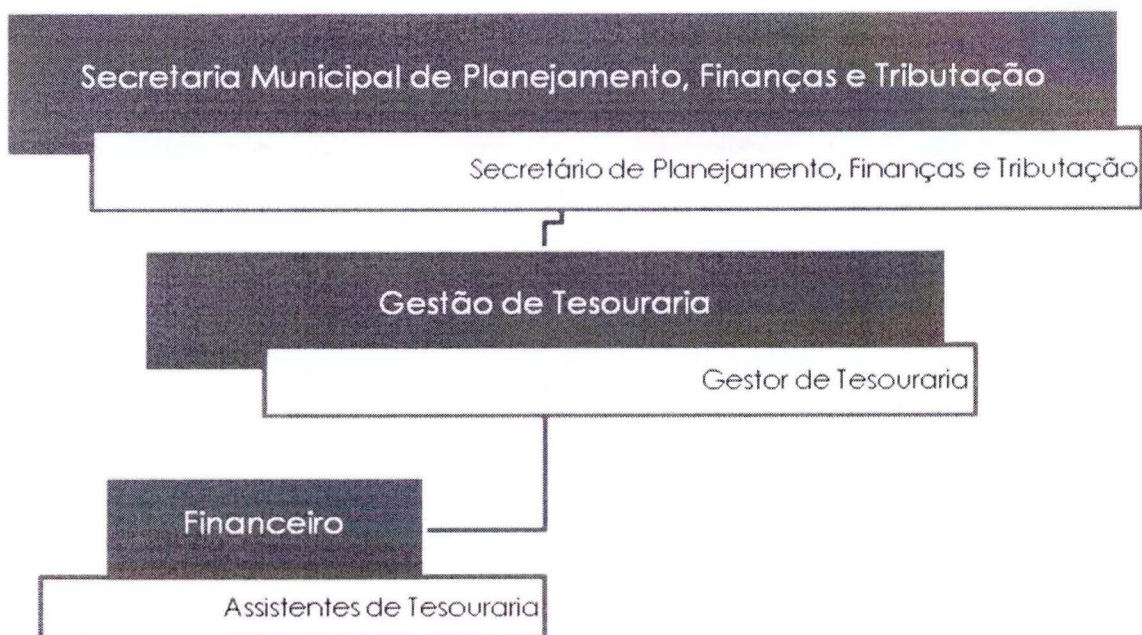 Secretaria Municipal de Planejamento, Finanças e Tributação
Secretário de Planejamento, Finanças e Tributação
Gestão de Tesouraria
Gestor de Tesouraria
Financeiro
Assistentes de Tesouraria